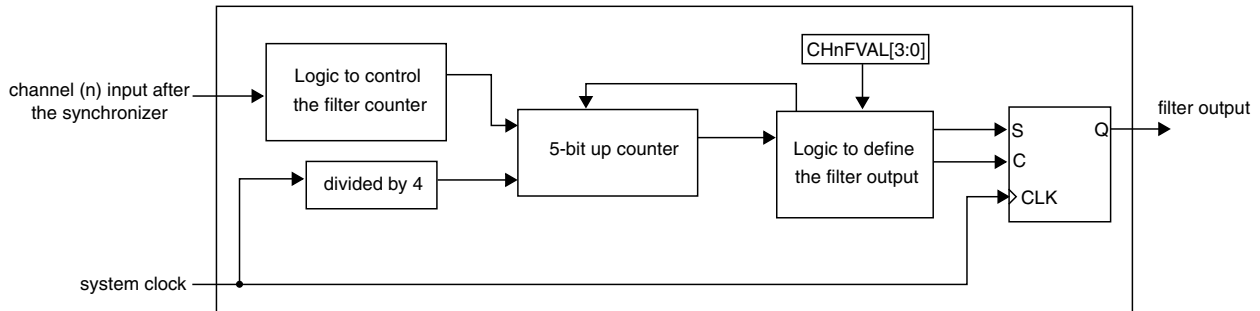 CHnFVAL[3:0]
Logic to control
the filter counter
channel (n) input after
the synchronizer
5-bit up counter
Logic to define
the filter output
S
Q
C
CLK
filter output
divided by 4
system clock